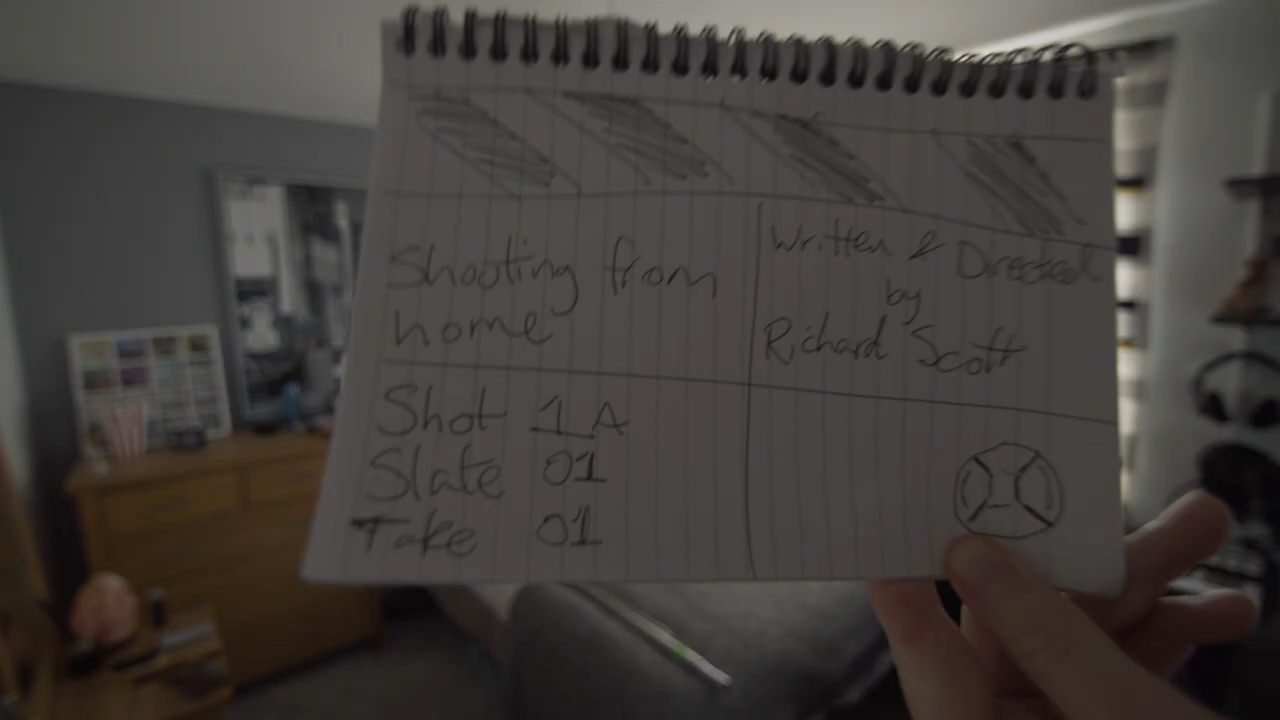 Shooting from
home
Written & Directed
by
Richard Scott
Shot 1A
Slate 01
Take 01